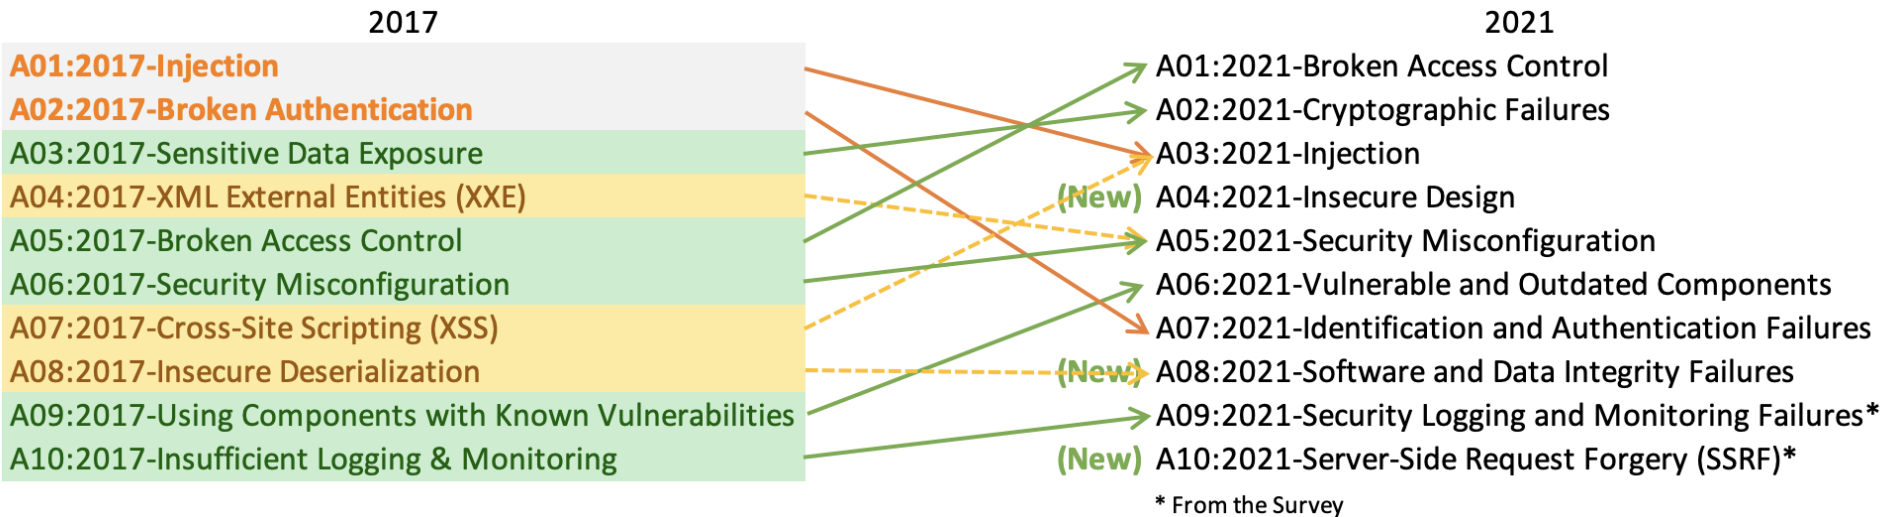 2017
A01:2017-Injection
A02:2017-Broken Authentication
A03:2017-Sensitive Data Exposure
A04:2017-XML External Entities (XXE)
A05:2017-Broken Access Control
A06:2017-Security Misconfiguration
A07:2017-Cross-Site Scripting (XSS)
A08:2017-Insecure Deserialization
A09:2017-Using Components with Known Vulnerabilities
A10:2017-Insufficient Logging & Monitoring
2021
A01:2021-Broken Access Control
A02:2021-Cryptographic Failures
A03:2021-Injection
(New) A04:2021-Insecure Design
A05:2021-Security Misconfiguration
A06:2021-Vulnerable and Outdated Components
A07:2021-Identification and Authentication Failures
(New) A08:2021-Software and Data Integrity Failures
A09:2021-Security Logging and Monitoring Failures*
(New) A10:2021-Server-Side Request Forgery (SSRF)*
* From the Survey